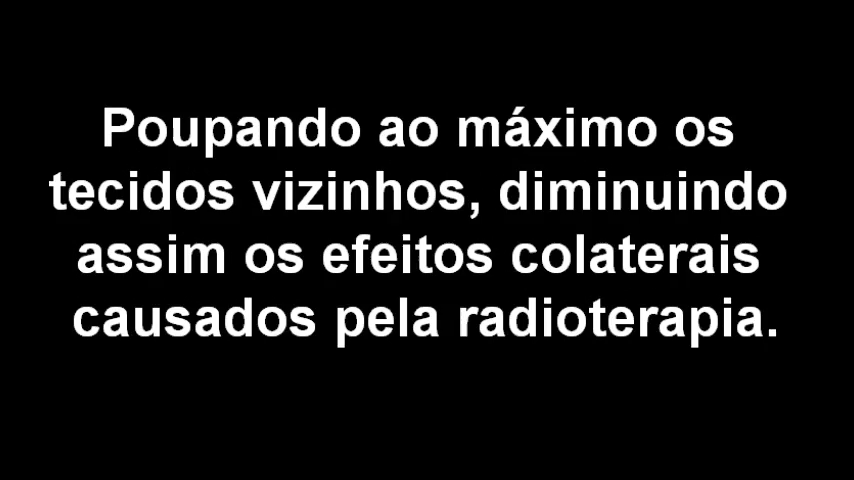 Poupando ao máximo os
tecidos vizinhos, diminuindo
assim os efeitos colaterais
causados pela radioterapia.